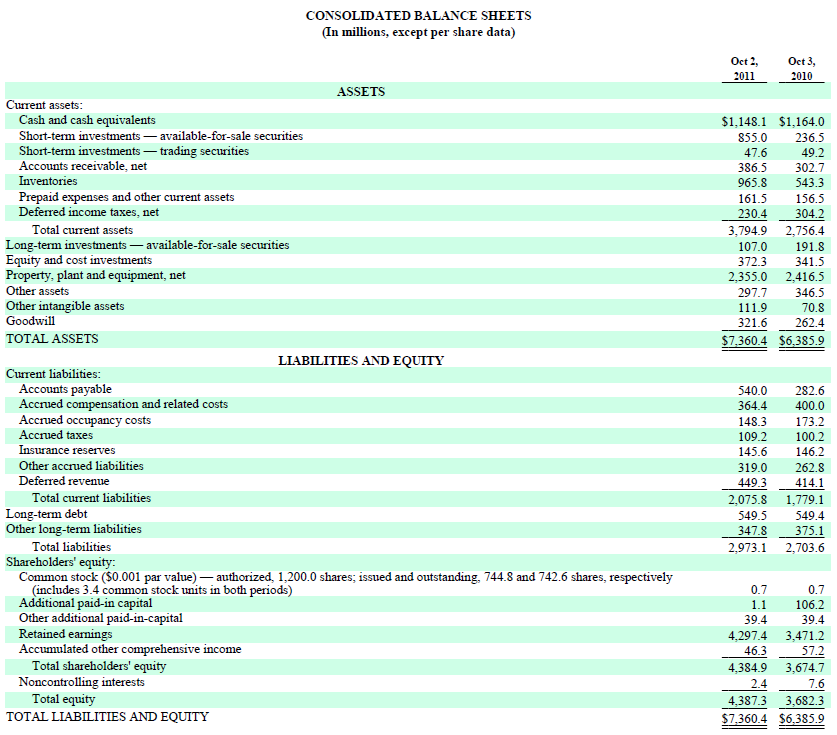 CONSOLIDATED BALANCE SHEETS
(In millions, except per share data)
Oct 2, Oct 3,
2011 2010
ASSETS
Current assets:
Cash and cash equivalents $1,148.1 $1,164.0
Short-term investments — available-for-sale securities 855.0 236.5
Short-term investments — trading securities 47.6 49.2
Accounts receivable, net 386.5 302.7
Inventories 965.8 543.3
Prepaid expenses and other current assets 161.5 156.5
Deferred income taxes, net 230.4 304.2
Total current assets 3,794.9 2,756.4
Long-term investments — available-for-sale securities 107.0 191.8
Equity and cost investments 372.3 341.5
Property, plant and equipment, net 2,355.0 2,416.5
Other assets 297.7 346.5
Other intangible assets 111.9 70.8
Goodwill 321.6 262.4
TOTAL ASSETS $7,360.4 $6,385.9
LIABILITIES AND EQUITY
Current liabilities:
Accounts payable 540.0 282.6
Accrued compensation and related costs 364.4 400.0
Accrued occupancy costs 148.3 173.2
Accrued taxes 109.2 100.2
Insurance reserves 145.6 146.2
Other accrued liabilities 319.0 262.8
Deferred revenue 449.3 414.1
Total current liabilities 2,075.8 1,779.1
Long-term debt 549.5 549.4
Other long-term liabilities 347.8 375.1
Total liabilities 2,973.1 2,703.6
Shareholders' equity:
Common stock ($0.001 par value) — authorized, 1,200.0 shares; issued and outstanding, 744.8 and 742.6 shares, respectively
(includes 3.4 common stock units in both periods) 0.7 0.7
Additional paid-in capital 1.1 106.2
Other additional paid-in-capital 39.4 39.4
Retained earnings 4,297.4 3,471.2
Accumulated other comprehensive income 46.3 57.2
Total shareholders' equity 4,384.9 3,674.7
Noncontrolling interests 2.4 7.6
Total equity 4,387.3 3,682.3
TOTAL LIABILITIES AND EQUITY $7,360.4 $6,385.9